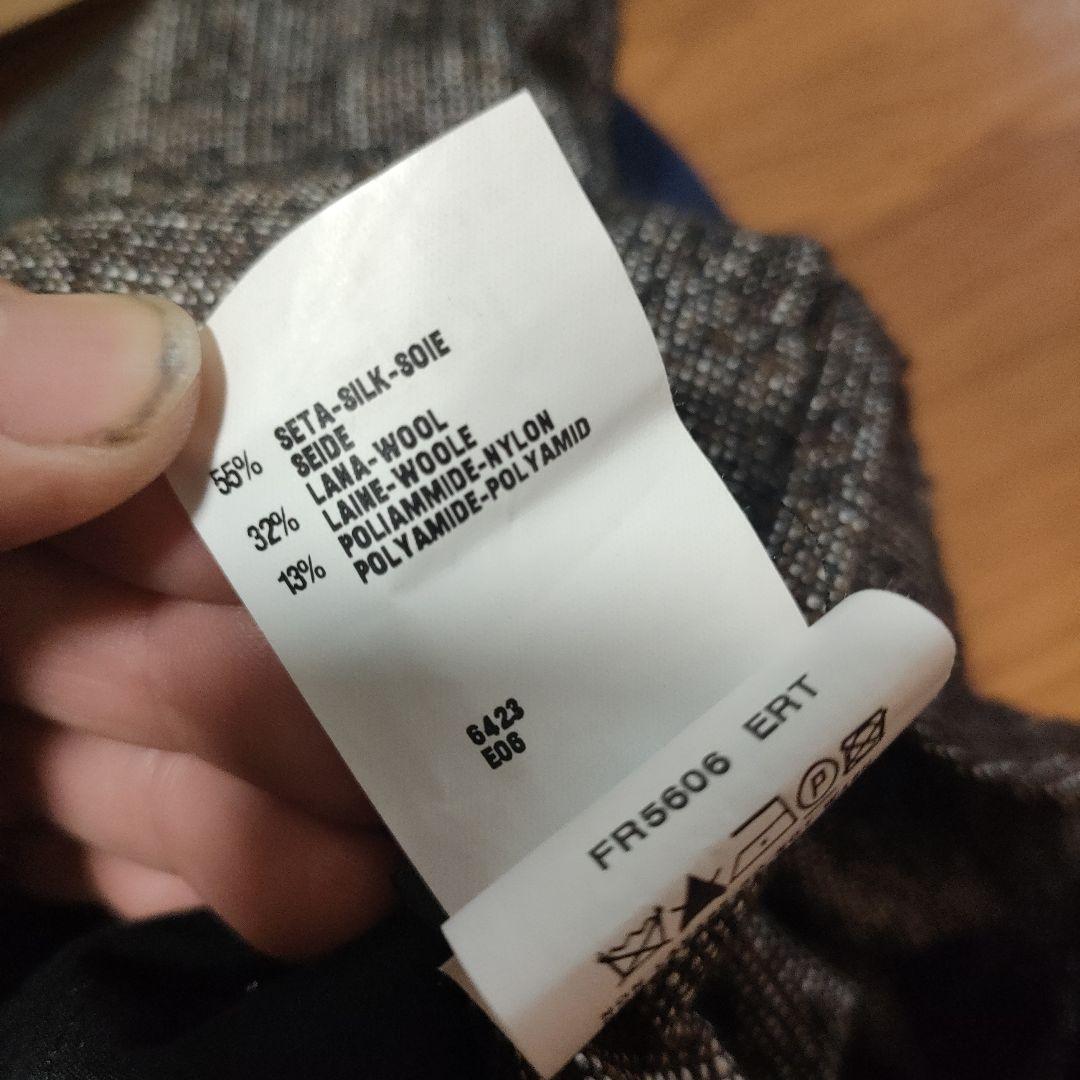 55% SETA-SILK-SOIE
SEIDE
32% LANA-WOOL
LAINE-WOOLE
13% POLIAMMIDE-NYLON
POLYAMIDE-POLYAMID
6423
E06
FR5606 ERT
P